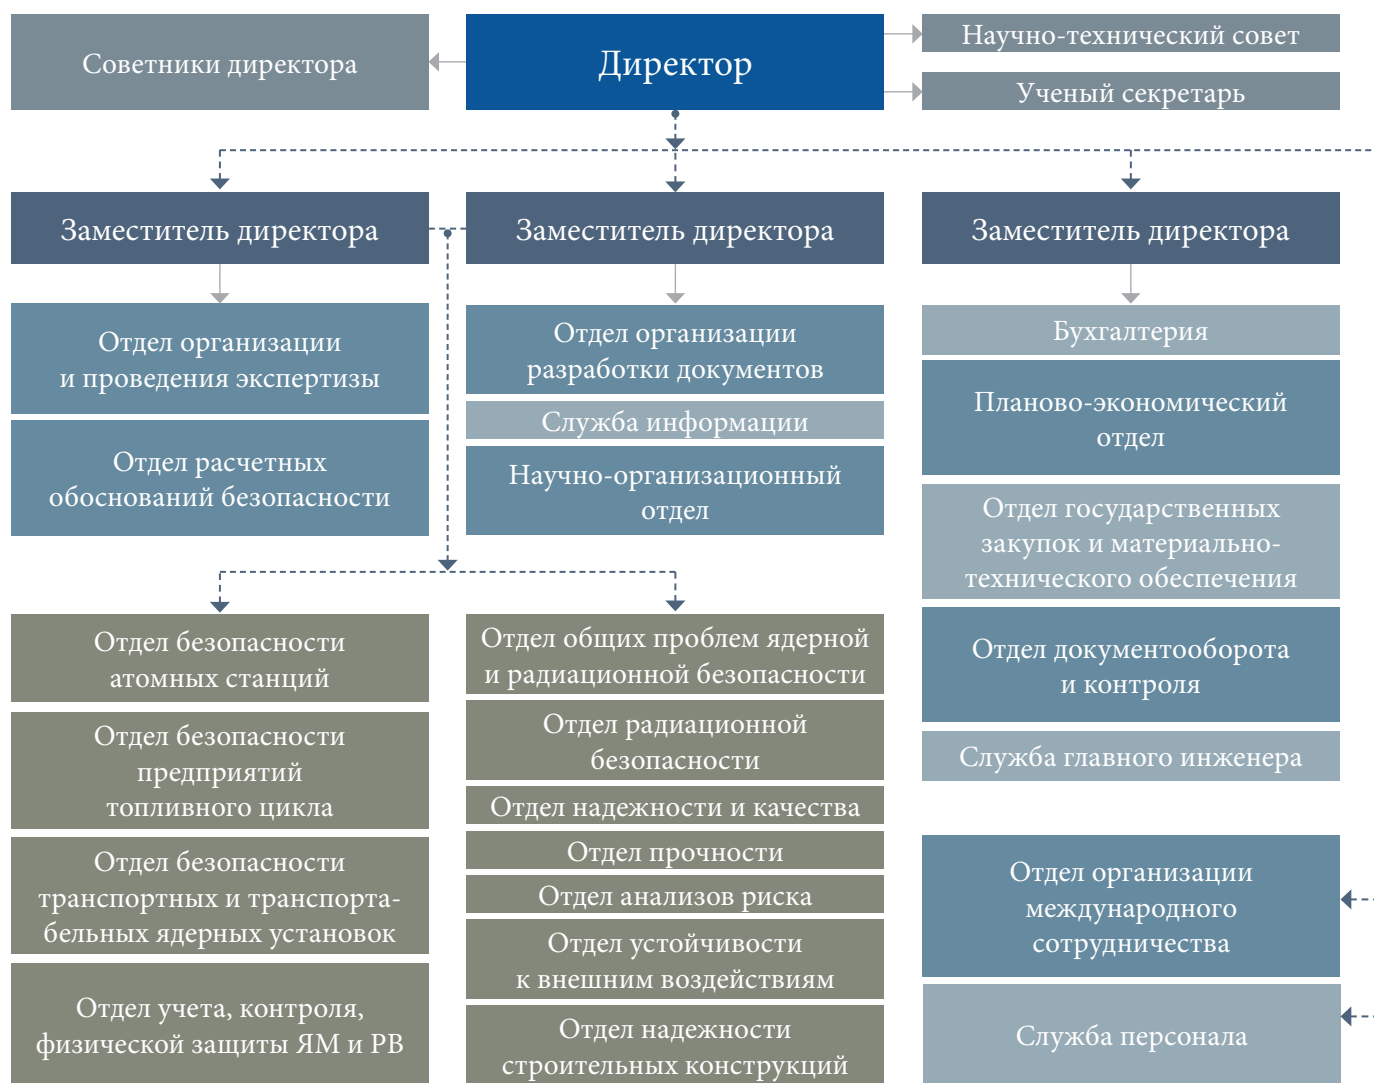 Советники директора
Директор
Научно-технический совет
Ученый секретарь
Заместитель директора
Заместитель директора
Заместитель директора
Отдел организации
и проведения экспертизы
Отдел расчетных
обоснований безопасности
Отдел организации
разработки документов
Служба информации
Научно-организационный
отдел
Бухгалтерия
Планово-экономический
отдел
Отдел государственных
закупок и материально-
технического обеспечения
Отдел документооборота
и контроля
Служба главного инженера
Отдел безопасности
атомных станций
Отдел безопасности
предприятий
топливного цикла
Отдел безопасности
транспортных и транспорта-
бельных ядерных установок
Отдел учета, контроля,
физической защиты ЯМ и РВ
Отдел общих проблем ядерной
и радиационной безопасности
Отдел радиационной
безопасности
Отдел надежности и качества
Отдел прочности
Отдел анализов риска
Отдел устойчивости
к внешним воздействиям
Отдел надежности
строительных конструкций
Отдел организации
международного
сотрудничества
Служба персонала